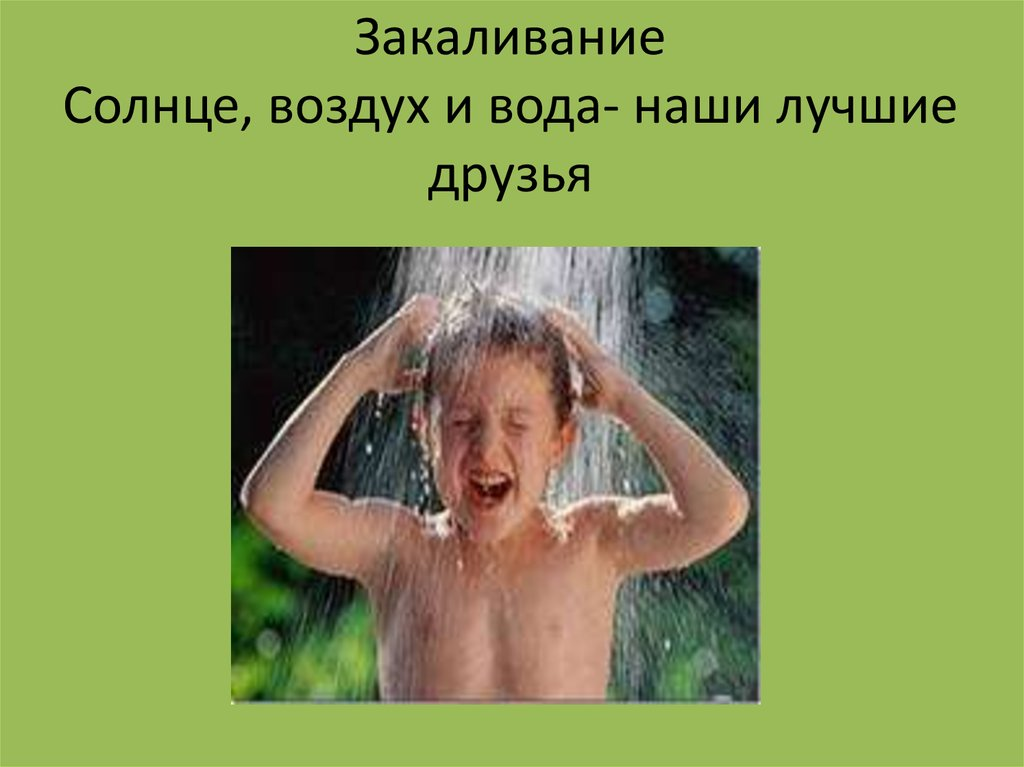 Закаливание
Солнце, воздух и вода- наши лучшие
друзья